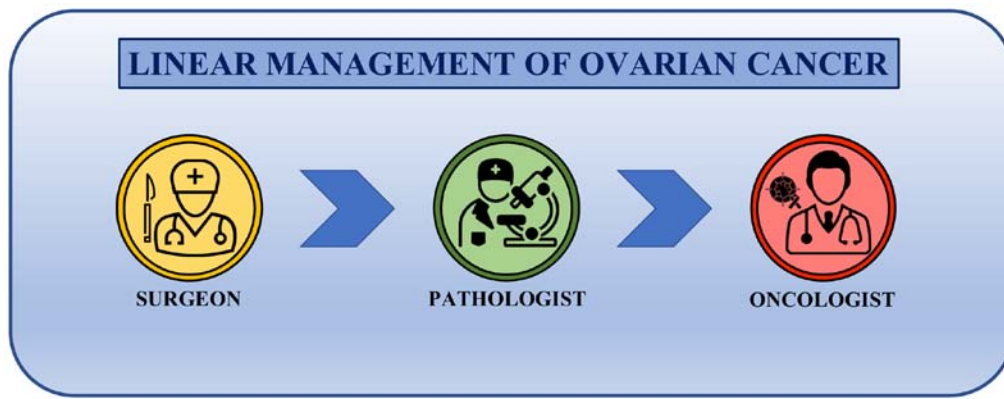 LINEAR MANAGEMENT OF OVARIAN CANCER
SURGEON
PATHOLOGIST
ONCOLOGIST